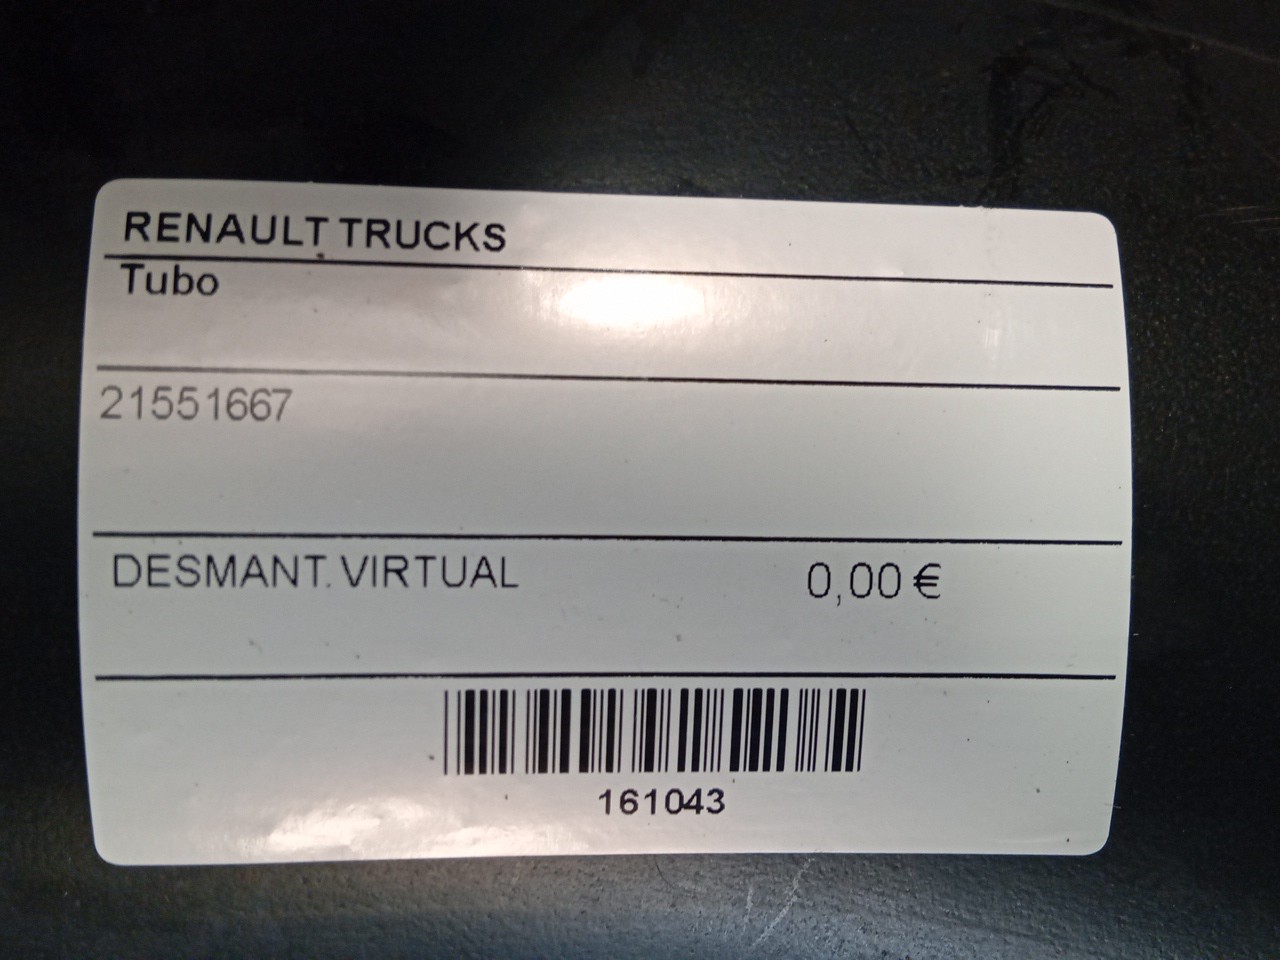 RENAULT TRUCKS
Tubo
21551667
DESMANT. VIRTUAL 0,00 €
161043